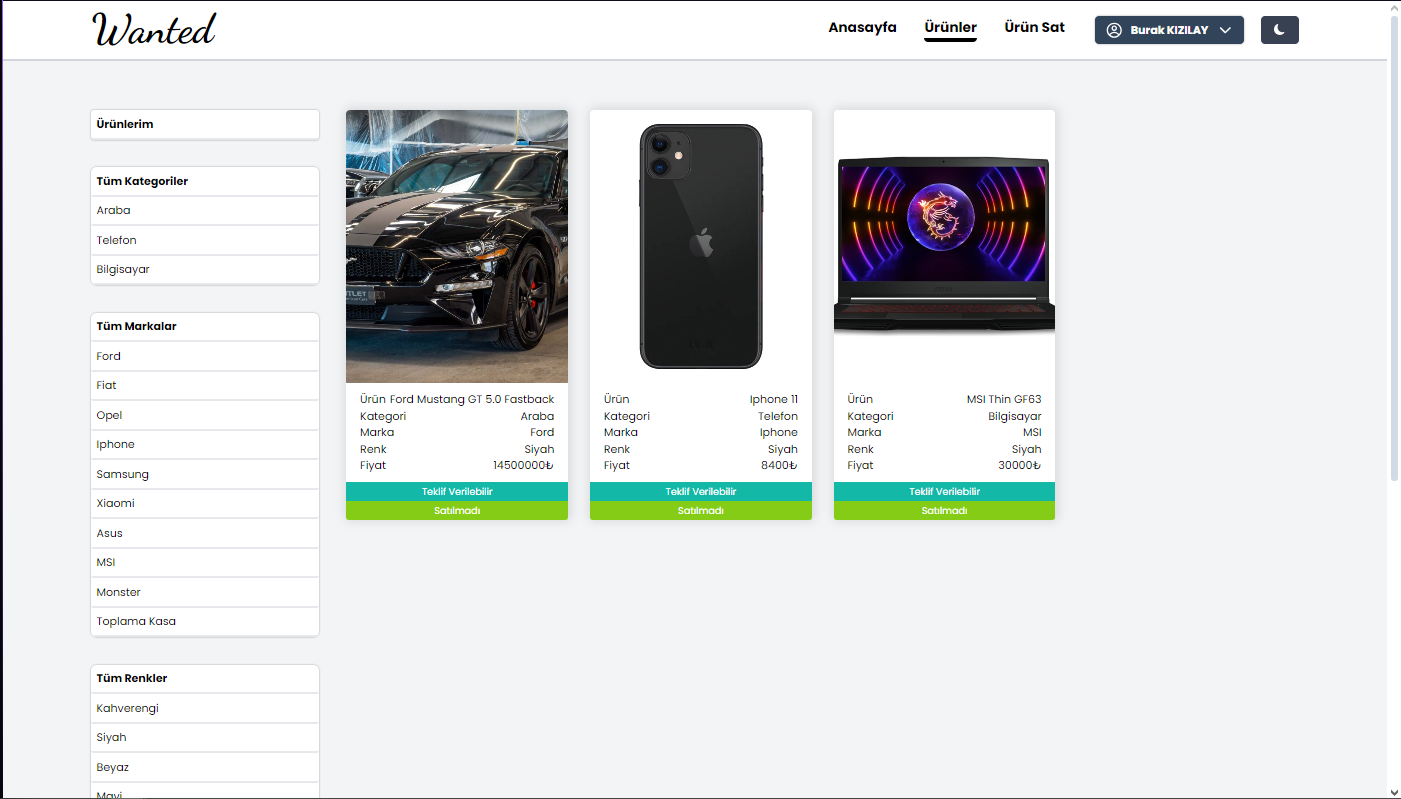 Wanted
Anasayfa
Ürünler
Ürün Sat
Burak KIZILAY
Ürünlerim
Tüm Kategoriler
Araba
Telefon
Bilgisayar
Tüm Markalar
Ford
Fiat
Opel
Iphone
Samsung
Xiaomi
Asus
MSI
Monster
Toplama Kasa
Tüm Renkler
Kahverengi
Siyah
Beyaz
Mavi
Ürün Ford Mustang GT 5.0 Fastback
Kategori Araba
Marka Ford
Renk Siyah
Fiyat 14500000₺
Teklif Verilebilir
Satılmadı
Ürün Iphone 11
Kategori Telefon
Marka Iphone
Renk Siyah
Fiyat 8400₺
Teklif Verilebilir
Satılmadı
Ürün MSI Thin GF63
Kategori Bilgisayar
Marka MSI
Renk Siyah
Fiyat 30000₺
Teklif Verilebilir
Satılmadı